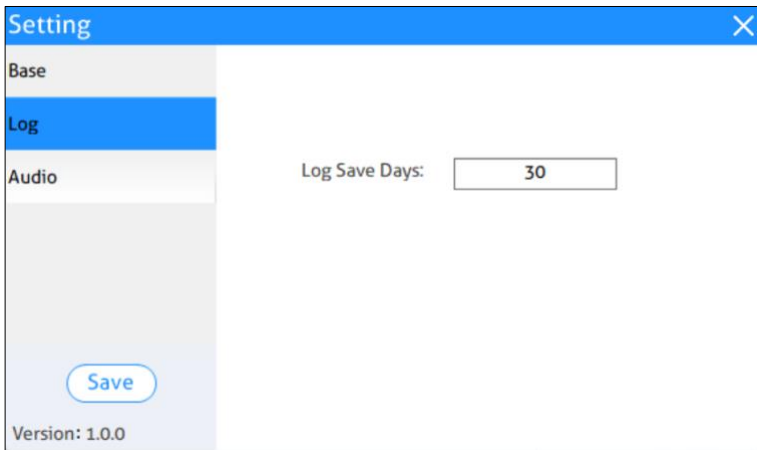 Setting
Base
Log
Audio
Log Save Days: 30
Save
Version: 1.0.0